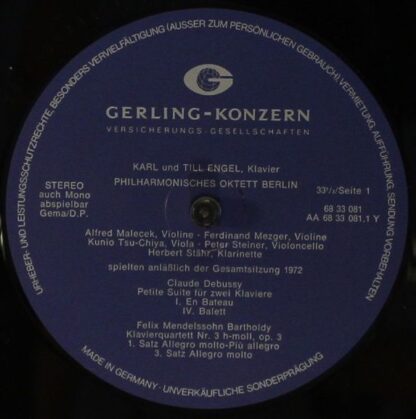 URHEBER- UND LEISTUNGSSCHUTZRECHTE, BESONDERS VERVIELFÄLTIGUNG (AUSSER ZUM PERSÖNLICHEN GEBRAUCH), VERMIETUNG, AUFFÜHRUNG, SENDUNG VORBEHALTEN
GERLING-KONZERN
VERSICHERUNGS-GESELLSCHAFTEN
KARL und TILL ENGEL, Klavier
PHILHARMONISCHES OKTETT BERLIN
STEREO
auch Mono
abspielbar
Gema/D.P.
33⅓/Seite 1
68 33 081
AA 68 33 081.1 Y
Alfred Malecek, Violine - Ferdinand Mezger, Violine
Kunio Tsu-Chiya, Viola - Peter Steiner, Violoncello
Herbert Stähr, Klarinette
spielten anläßlich der Gesamtsitzung 1972
Claude Debussy
Petite Suite für zwei Klaviere
I. En Bateau
IV. Balett
Felix Mendelssohn Bartholdy
Klavierquartett Nr. 3 h-moll, op. 3
1. Satz Allegro molto-Più allegro
3. Satz Allegro molto
MADE IN GERMANY · UNVERKÄUFLICHE SONDERPRÄGUNG